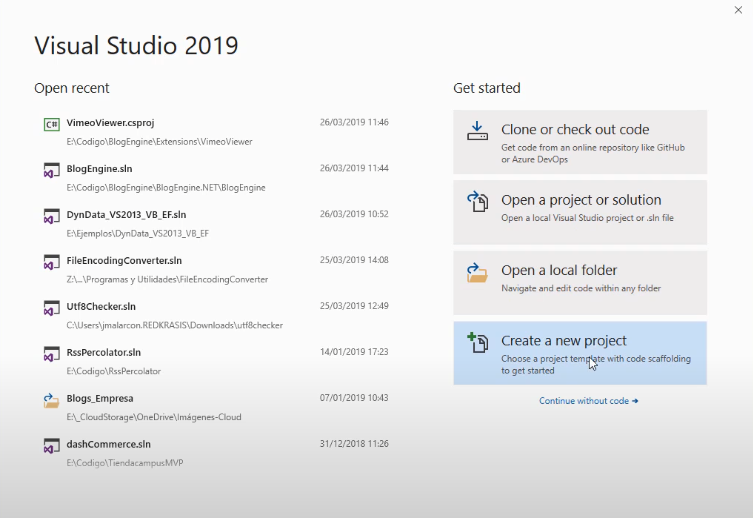 Visual Studio 2019
Open recent
C#
VimeoViewer.csproj
26/03/2019 11:46
E:\Codigo\BlogEngine\Extensions\VimeoViewer
BlogEngine.sln
26/03/2019 11:44
E:\Codigo\BlogEngine\BlogEngine.NET\BlogEngine
DynData_VS2013_VB_EF.sln
26/03/2019 10:52
E:\Ejemplos\DynData_VS2013_VB_EF
FileEncodingConverter.sln
25/03/2019 14:08
Z:\...\Programas y Utilidades\FileEncodingConverter
Utf8Checker.sln
25/03/2019 12:49
C:\Users\jmalarcon.REDKRASIS\Downloads\utf8checker
RssPercolator.sln
14/01/2019 17:23
E:\Codigo\RssPercolator
Blogs_Empresa
07/01/2019 10:43
E:\_CloudStorage\OneDrive\Imágenes-Cloud
dashCommerce.sln
31/12/2018 11:26
E:\Codigo\TiendacampusMVP
Get started
Clone or check out code
Get code from an online repository like GitHub
or Azure DevOps
Open a project or solution
Open a local Visual Studio project or .sln file
Open a local folder
Navigate and edit code within any folder
Create a new project
Choose a project template with code scaffolding
to get started
Continue without code →